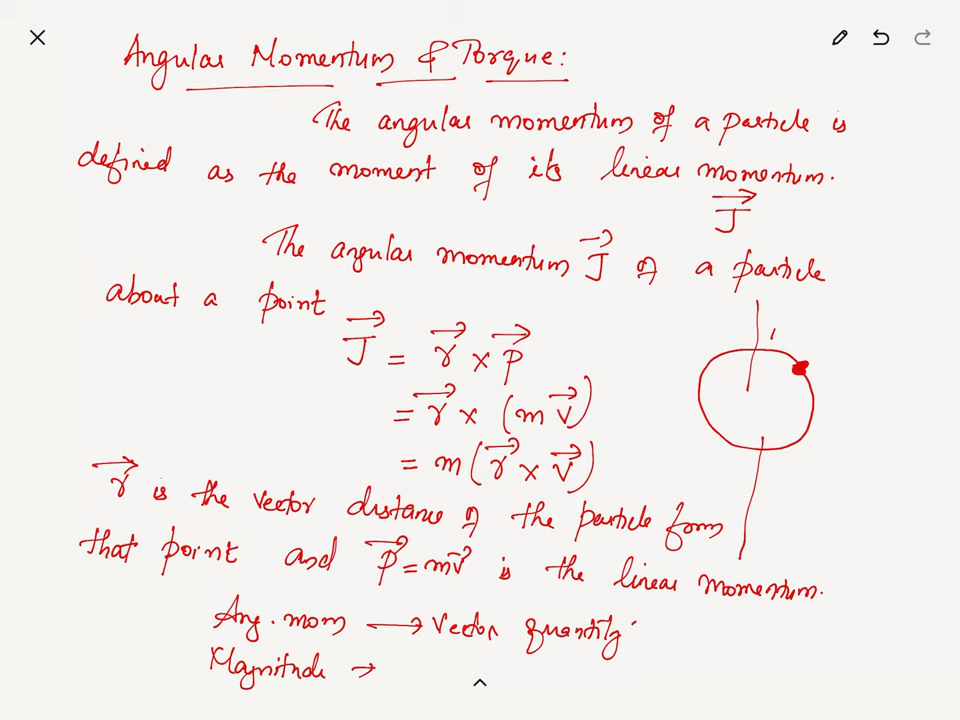 Angular Momentum & Torque:
The angular momentum of a particle is
defined as the moment of its linear momentum.
J⃗
The angular momentum J⃗ of a particle
about a point
J⃗ = r⃗ × p⃗
= r⃗ × (m v⃗)
= m(r⃗ × v⃗)
r⃗ is the vector distance of the particle form
that point and p⃗ = mv⃗ is the linear momentum.
Ang. mom → vector quantity.
Magnitude →